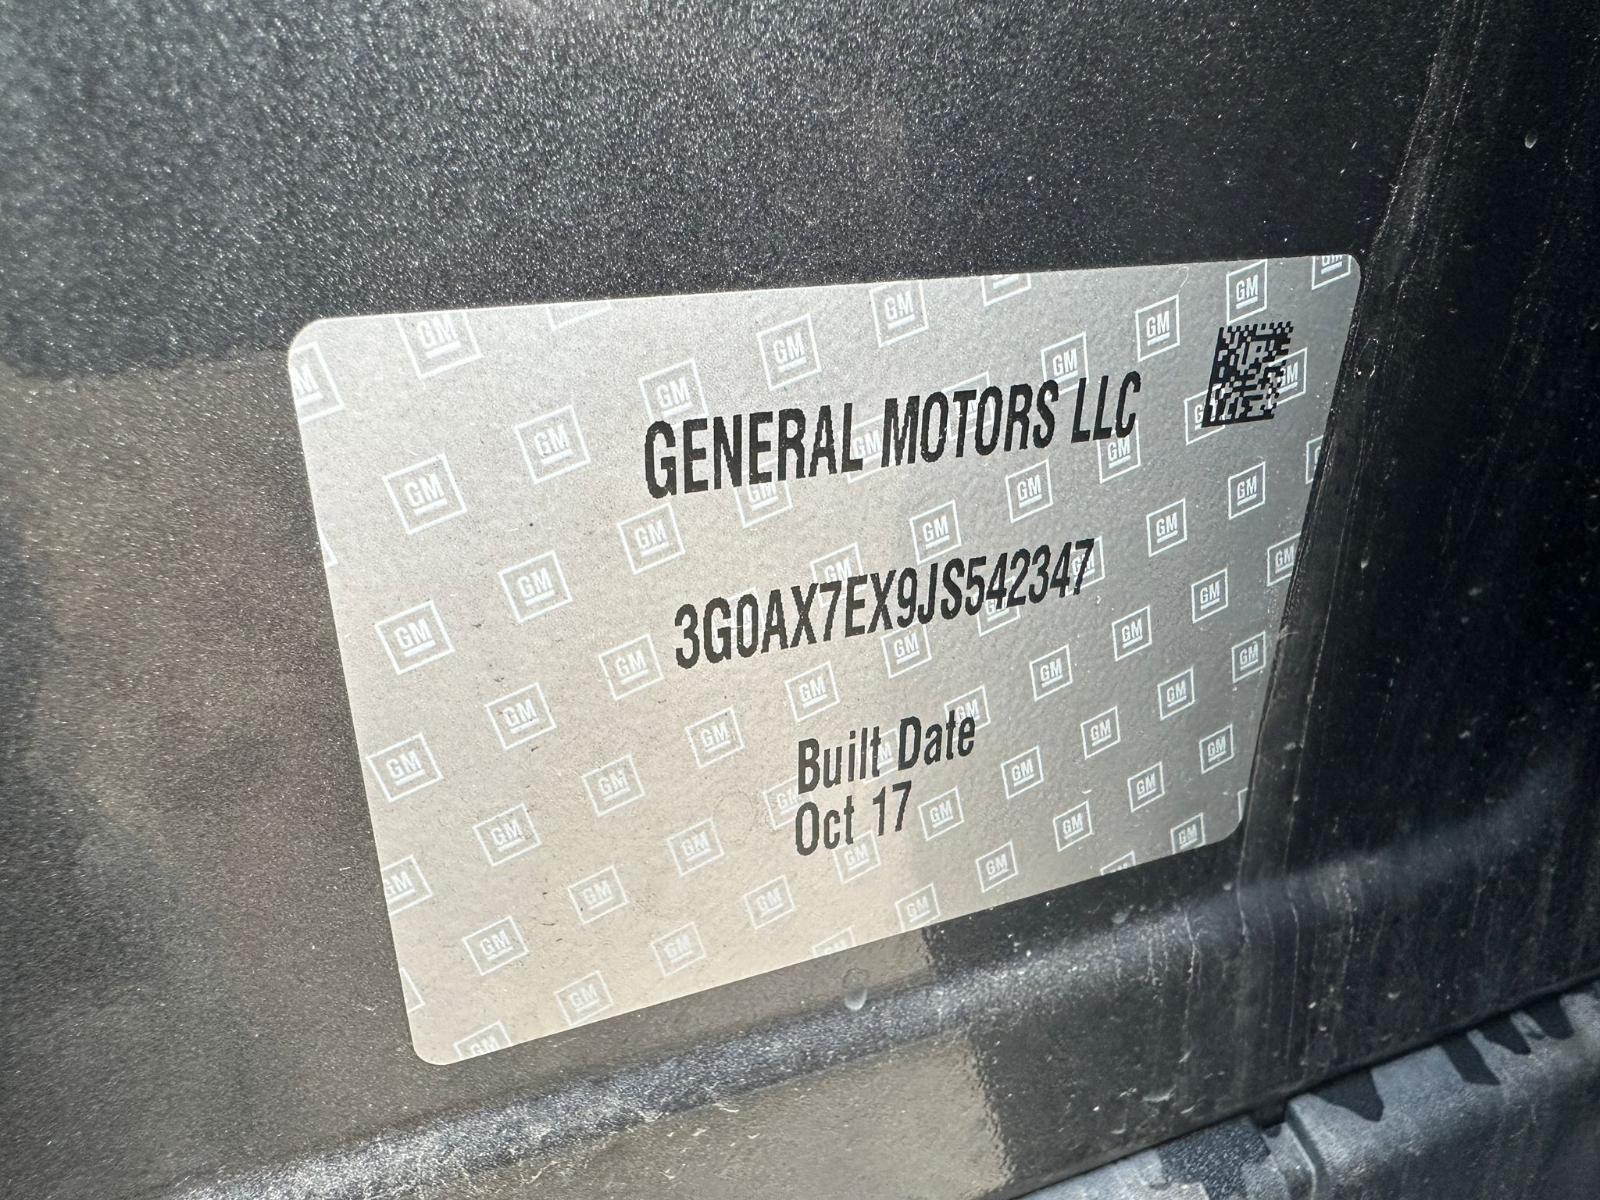 GENERAL MOTORS LLC
3G0AX7EX9JS542347
Built Date
Oct 17